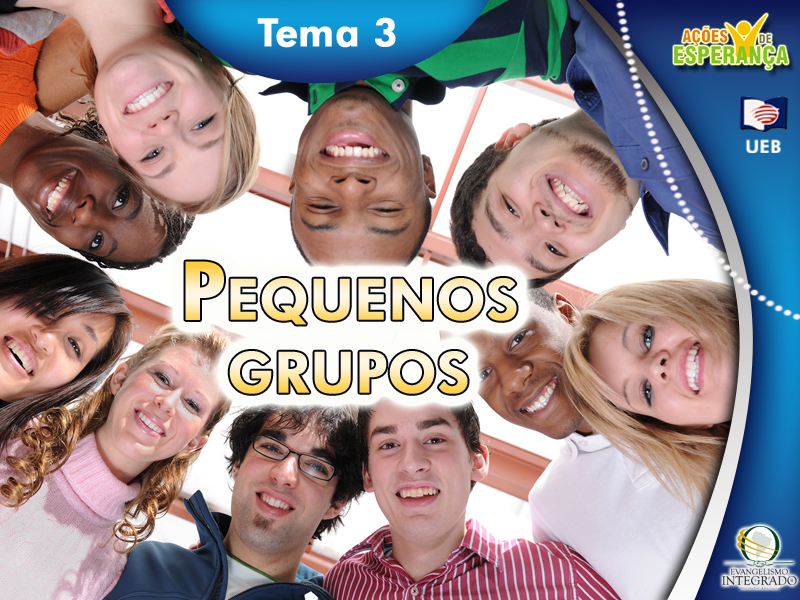 Tema 3
AÇÕES DE
ESPERANÇA
UEB
PEQUENOS
GRUPOS
EVANGELISMO
INTEGRADO